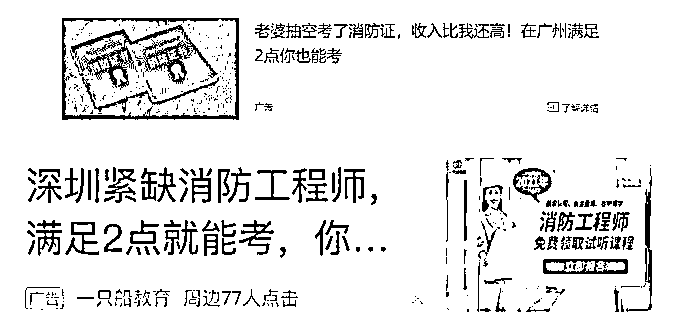 老婆抽空考了消防证，收入比我还高！在广州满足
2点你也能考
广告
了解详情
深圳紧缺消防工程师，
满足2点就能考，你...
消防工程师
免费领取试听课程
立即报名
广告 一只船教育 周边77人点击